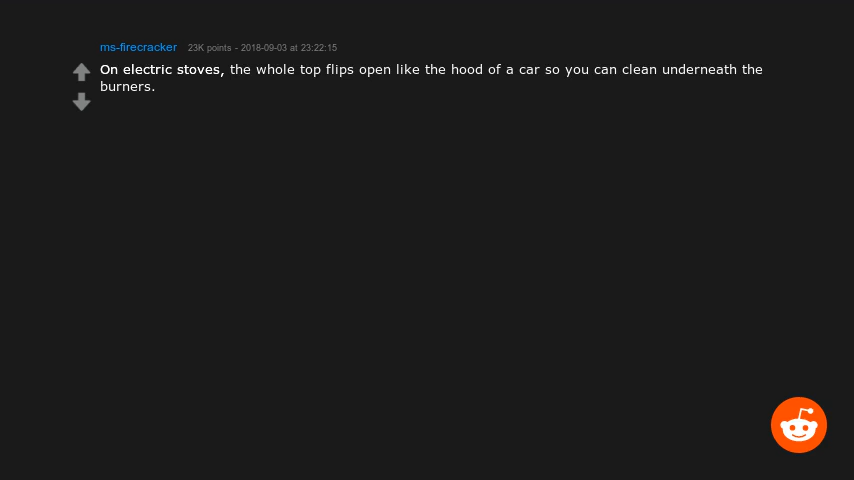 ms-firecracker 23K points - 2018-09-03 at 23:22:15
On electric stoves, the whole top flips open like the hood of a car so you can clean underneath the
burners.